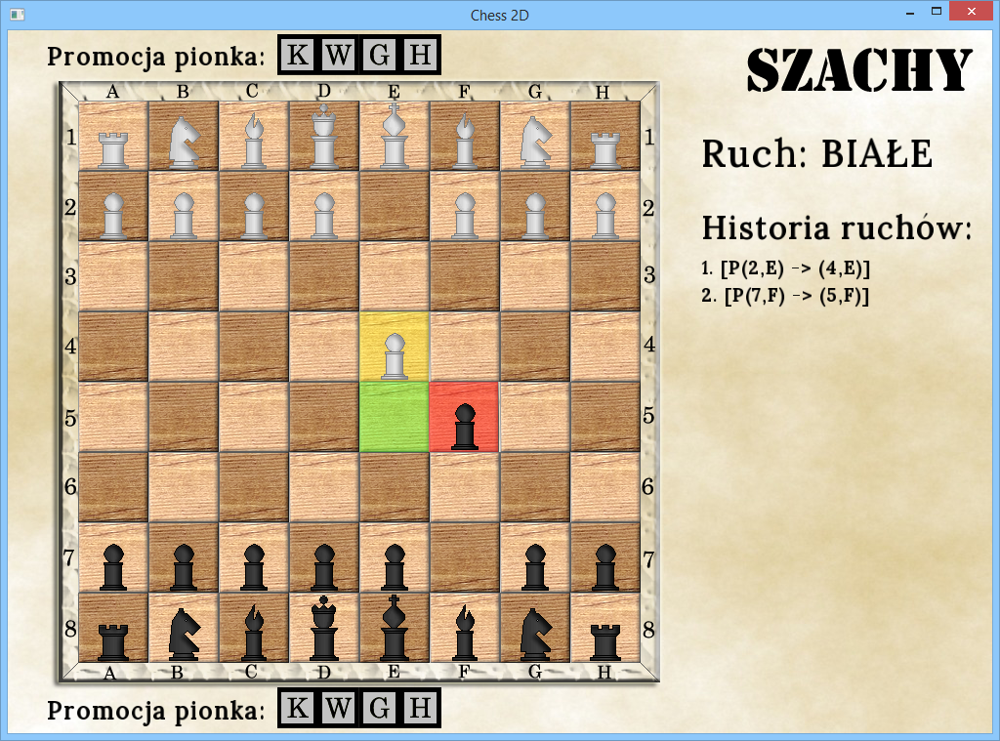 Chess 2D
Promocja pionka: K W G H
SZACHY
A B C D E F G H
1 1
Ruch: BIAŁE
2 2
Historia ruchów:
3 3
1. [P(2,E) -> (4,E)]
2. [P(7,F) -> (5,F)]
4 4
5 5
6 6
7 7
8 8
A B C D E F G H
Promocja pionka: K W G H